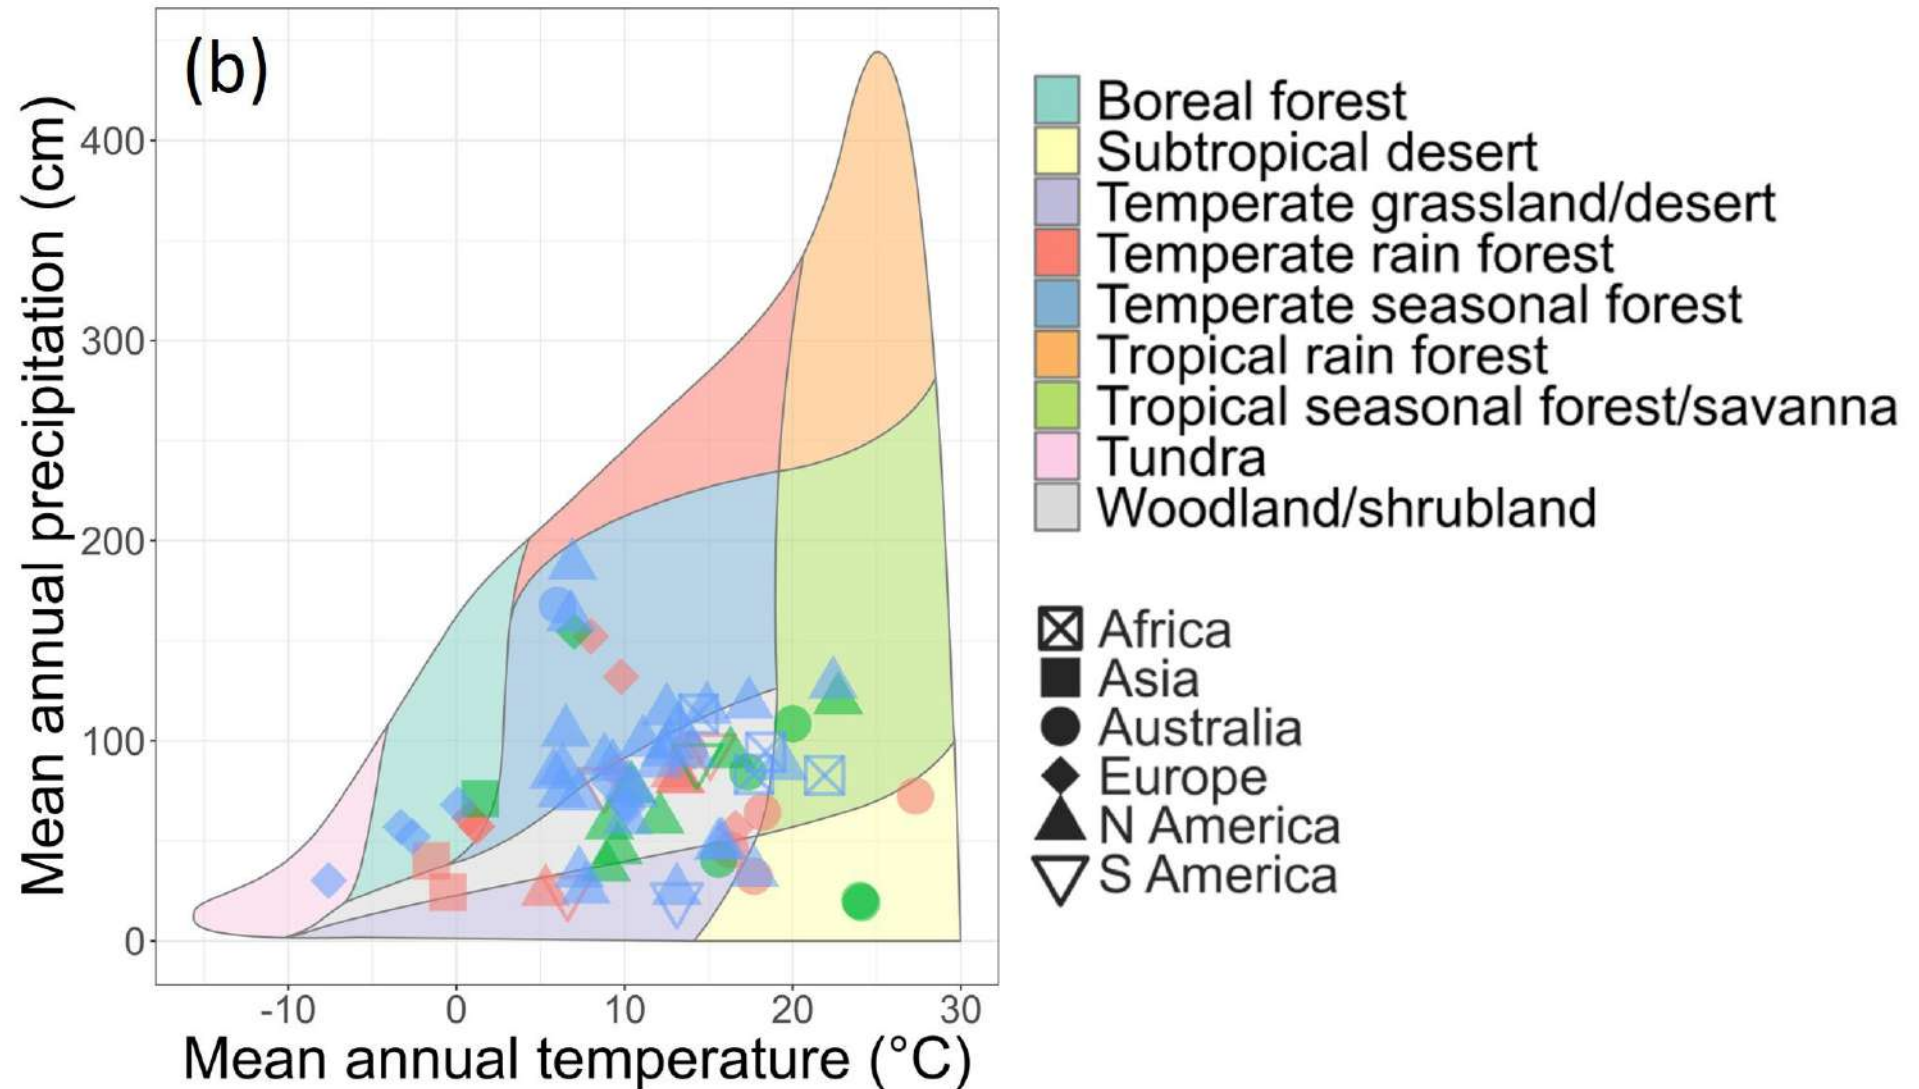 (b)
Mean annual precipitation (cm)
400
300
200
100
0
-10 0 10 20 30
Mean annual temperature (°C)
Boreal forest
Subtropical desert
Temperate grassland/desert
Temperate rain forest
Temperate seasonal forest
Tropical rain forest
Tropical seasonal forest/savanna
Tundra
Woodland/shrubland
Africa
Asia
Australia
Europe
N America
S America